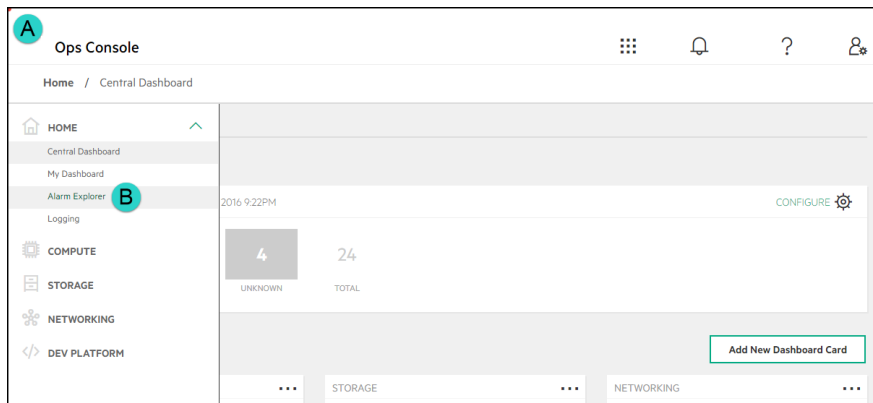 A
Ops Console
Home / Central Dashboard
HOME
Central Dashboard
My Dashboard
Alarm Explorer B
Logging
COMPUTE
STORAGE
NETWORKING
DEV PLATFORM
2016 9:22PM
CONFIGURE
4
24
UNKNOWN
TOTAL
Add New Dashboard Card
STORAGE
NETWORKING